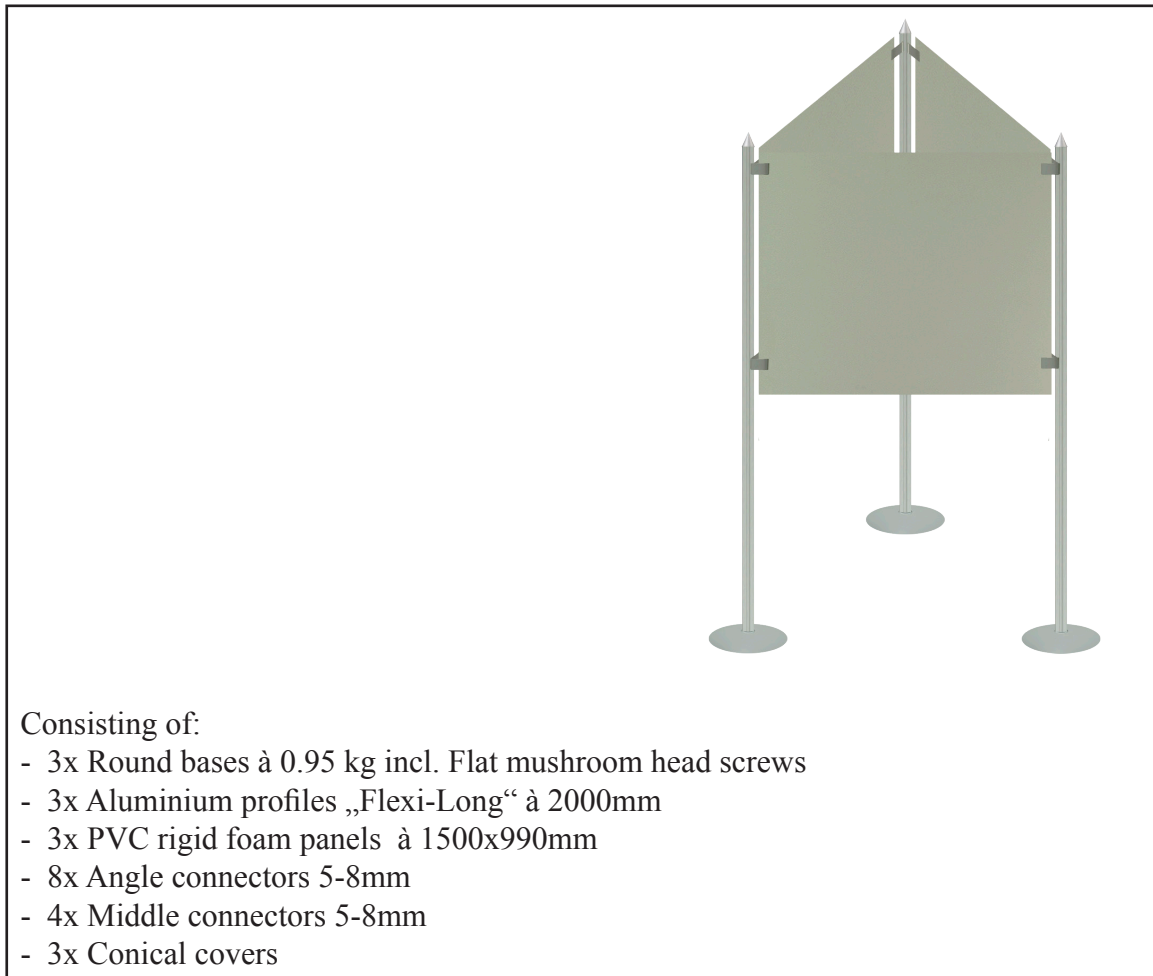 Consisting of:
- 3x Round bases à 0.95 kg incl. Flat mushroom head screws
- 3x Aluminium profiles „Flexi-Long“ à 2000mm
- 3x PVC rigid foam panels à 1500x990mm
- 8x Angle connectors 5-8mm
- 4x Middle connectors 5-8mm
- 3x Conical covers